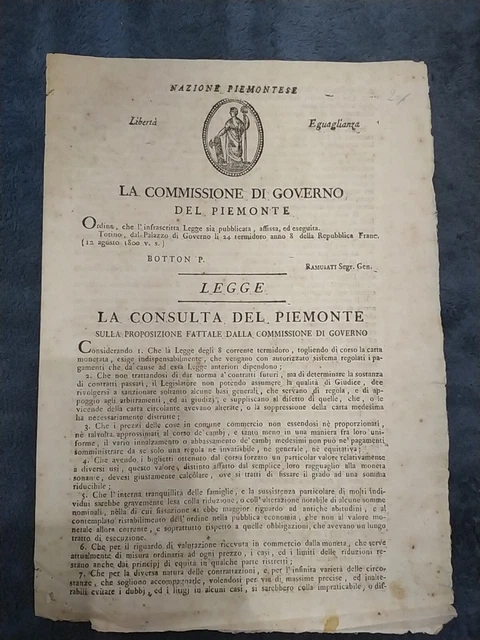 NAZIONE PIEMONTESE
Libertà Eguaglianza
LA COMMISSIONE DI GOVERNO
DEL PIEMONTE
Ordina, che l'infrascritta Legge sia pubblicata, affissa, ed eseguita.
Torino, dal Palazzo di Governo li 24 termidoro anno 8 della Repubblica Franc.
(12 agosto 1800 v. s.)
BOTTON P.
RAMUSATI Segr. Gen.
LEGGE
LA CONSULTA DEL PIEMONTE
SULLA PROPOSIZIONE FATTALE DALLA COMMISSIONE DI GOVERNO
Considerando 1. Che la Legge degli 8 corrente termidoro, togliendo di corso la carta
monetata, esige indispensabilmente, che vengano con autorizzato sistema regolati i pa-
gamenti che da cause ad essa Legge anteriori dipendono;
2. Che non trattandosi di dar norma a' contratti futuri, ma di determinare la sostanza
di contratti passati, il Legislatore non potendo assumere la qualità di Giudice, dee
rivolgersi a sanzionare soltanto alcune basi generali, che servano di regola, e di ap-
poggio agli arbitramenti, ed ai giudizj, e suppliscano al difetto di quelle, che, o le
vicende della carta circolante avevano alterate, o la soppressione della carta medesima
ha necessariamente distrutte;
3. Che i prezzi delle cose in comune commercio non essendosi nè proporzionati,
nè talvolta approssimati al corso de' cambj, e tanto meno in una maniera fra loro uni-
forme, il vario innalzamento o abbassamento de' cambj medesimi non può ne' pagamenti
somministrare da se solo una regola nè invariabile, nè generale, nè equitativa;
4. Che avendo i biglietti ottenuto dal corso forzato un particolar valore relativamente
a diversi usi, questo valore, distinto affatto dal semplice loro ragguaglio alla moneta
sonante, devesi giustamente calcolare, ove si tratti di fissare il grado ad una somma
riducibile;
5. Che l'interna tranquillità delle famiglie, e la sussistenza particolare di molti indi-
vidui sarebbe gravemente lesa colla riduzione, o coll'alterazione notabile di alcune somme
nominali, nella di cui fissazione si ebbe maggior riguardo ad antiche abitudini, e al
contemplato ristabilimento dell'ordine nella pubblica economia, che non al valore mo-
netale allora corrente, e soprattutto rispetto a quelle obbligazioni, che avevano un lungo
tratto di esecuzione.
6. Che per il riguardo di valutazione ricevuta in commercio dalla moneta, che serve
attualmente di misura ordinaria ad ogni prezzo, i casi, ed i limiti delle riduzioni re-
stano anche dai principj di equità in qualche parte ristretti;
7. Che per la diversa natura delle contrattazioni, e per l'infinita varietà delle circo-
stanze, che sogliono accompagnarle, volendosi per via di massime precise, ed inalte-
rabili evitare i dubbj, ed i litigj in alcuni casi, si sarebbero colla impraticabile, o dif-